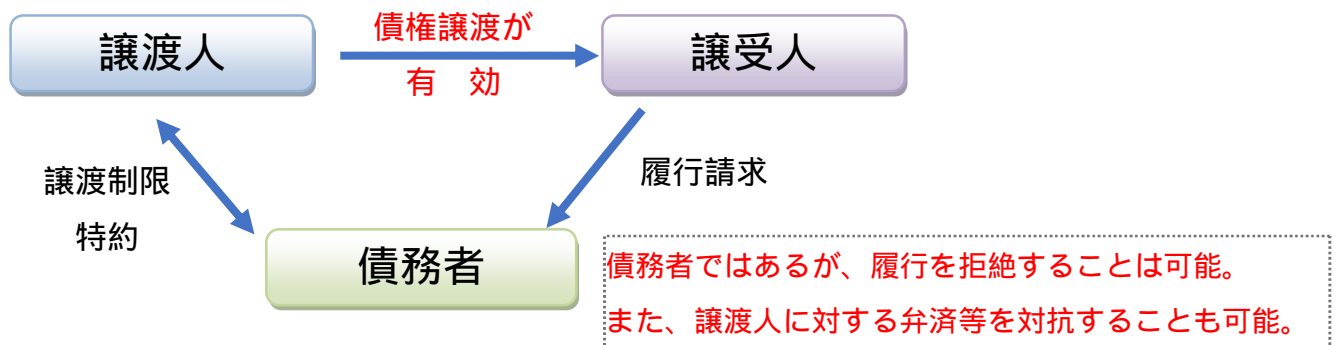 譲渡人
債権譲渡が
有　効
譲受人
譲渡制限
特約
履行請求
債務者
債務者ではあるが、履行を拒絶することは可能。
また、譲渡人に対する弁済等を対抗することも可能。